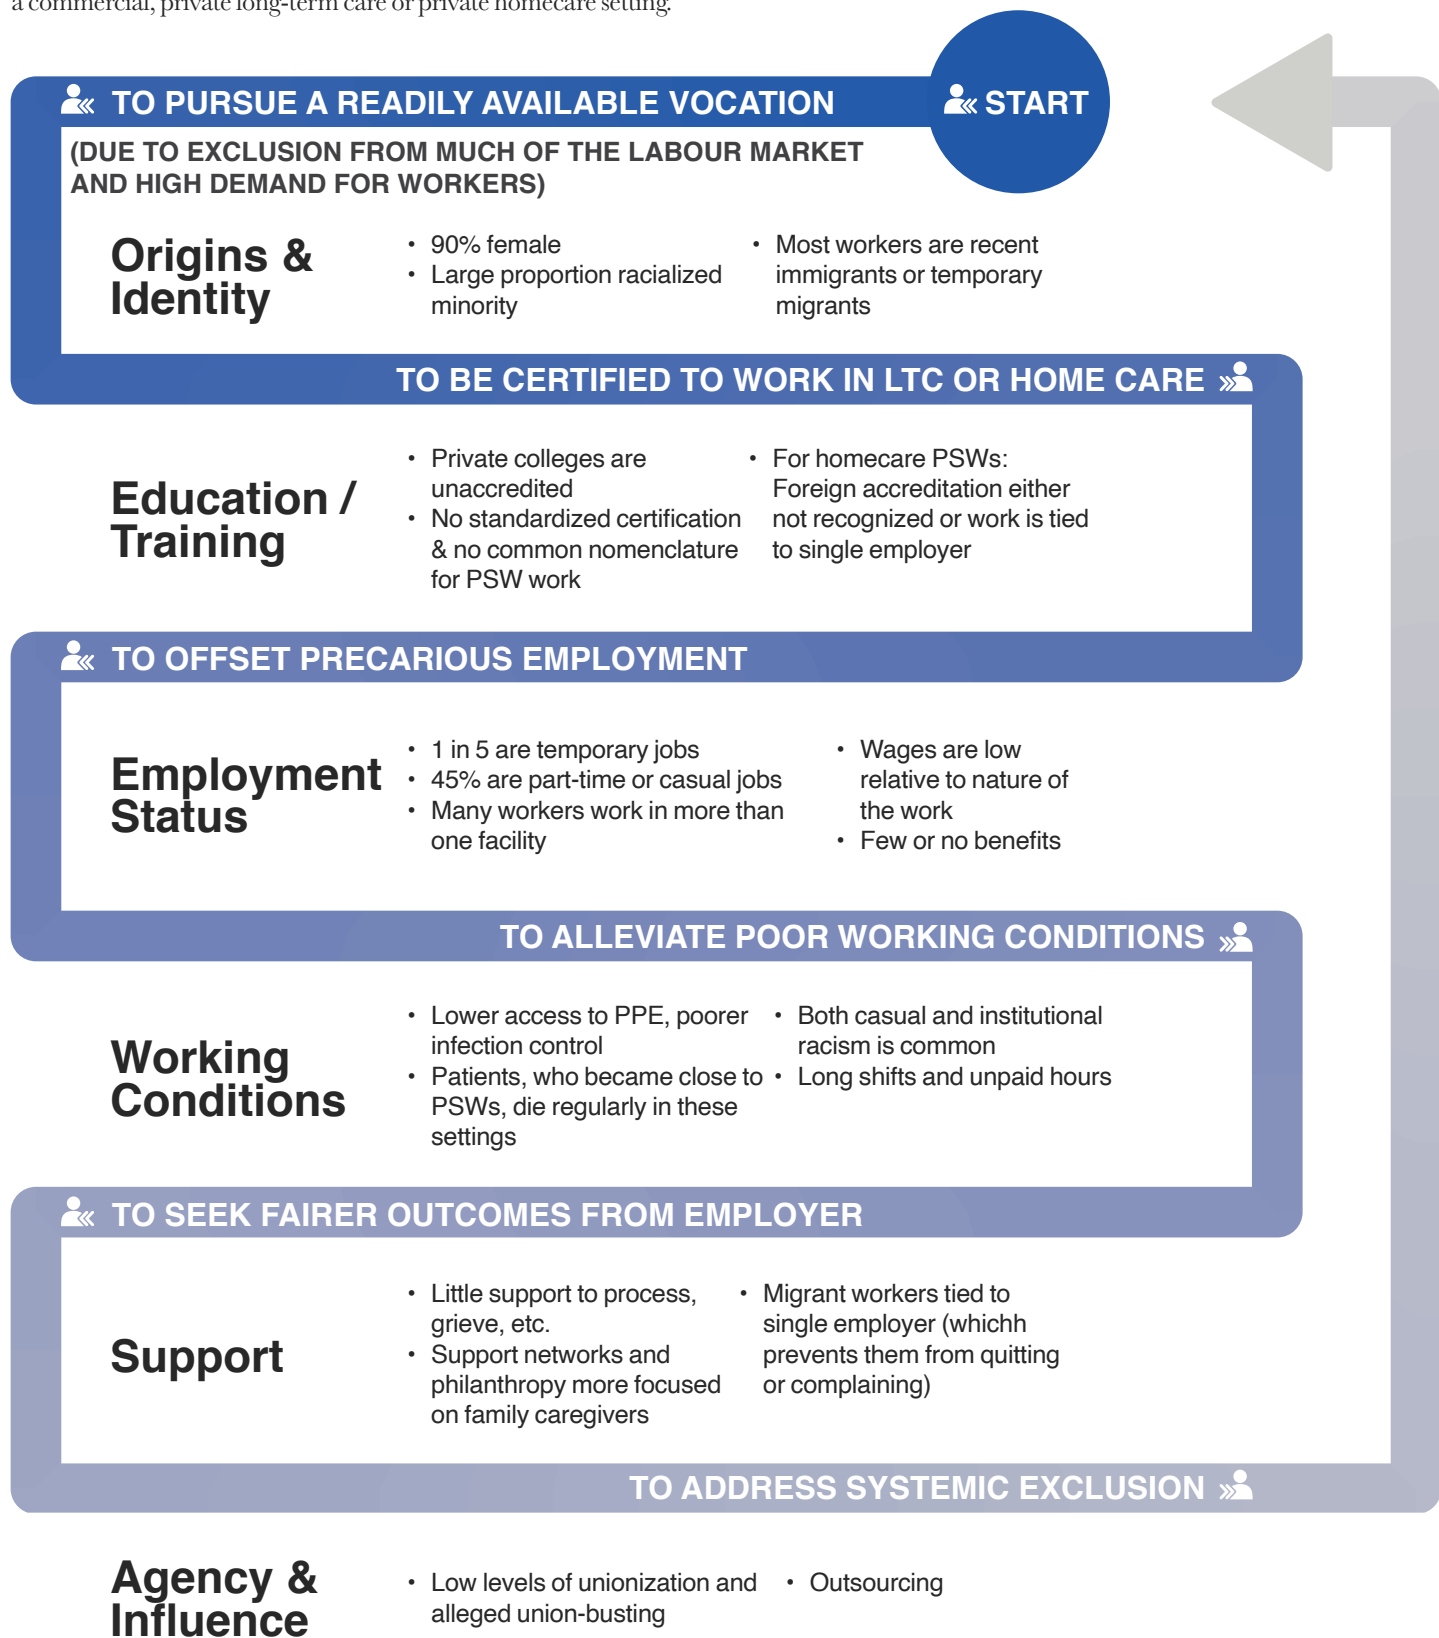 a commercial, private long-term care or private homecare setting.
TO PURSUE A READILY AVAILABLE VOCATION
START
(DUE TO EXCLUSION FROM MUCH OF THE LABOUR MARKET
AND HIGH DEMAND FOR WORKERS)
Origins &
Identity
• 90% female
• Large proportion racialized
minority
• Most workers are recent
immigrants or temporary
migrants
TO BE CERTIFIED TO WORK IN LTC OR HOME CARE
Education /
Training
• Private colleges are
unaccredited
• No standardized certification
& no common nomenclature
for PSW work
• For homecare PSWs:
Foreign accreditation either
not recognized or work is tied
to single employer
TO OFFSET PRECARIOUS EMPLOYMENT
Employment
Status
• 1 in 5 are temporary jobs
• 45% are part-time or casual jobs
• Many workers work in more than
one facility
• Wages are low
relative to nature of
the work
• Few or no benefits
TO ALLEVIATE POOR WORKING CONDITIONS
Working
Conditions
• Lower access to PPE, poorer
infection control
• Patients, who became close to
PSWs, die regularly in these
settings
• Both casual and institutional
racism is common
• Long shifts and unpaid hours
TO SEEK FAIRER OUTCOMES FROM EMPLOYER
Support
• Little support to process,
grieve, etc.
• Support networks and
philanthropy more focused
on family caregivers
• Migrant workers tied to
single employer (whichh
prevents them from quitting
or complaining)
TO ADDRESS SYSTEMIC EXCLUSION
Agency &
Influence
• Low levels of unionization and
alleged union-busting
• Outsourcing